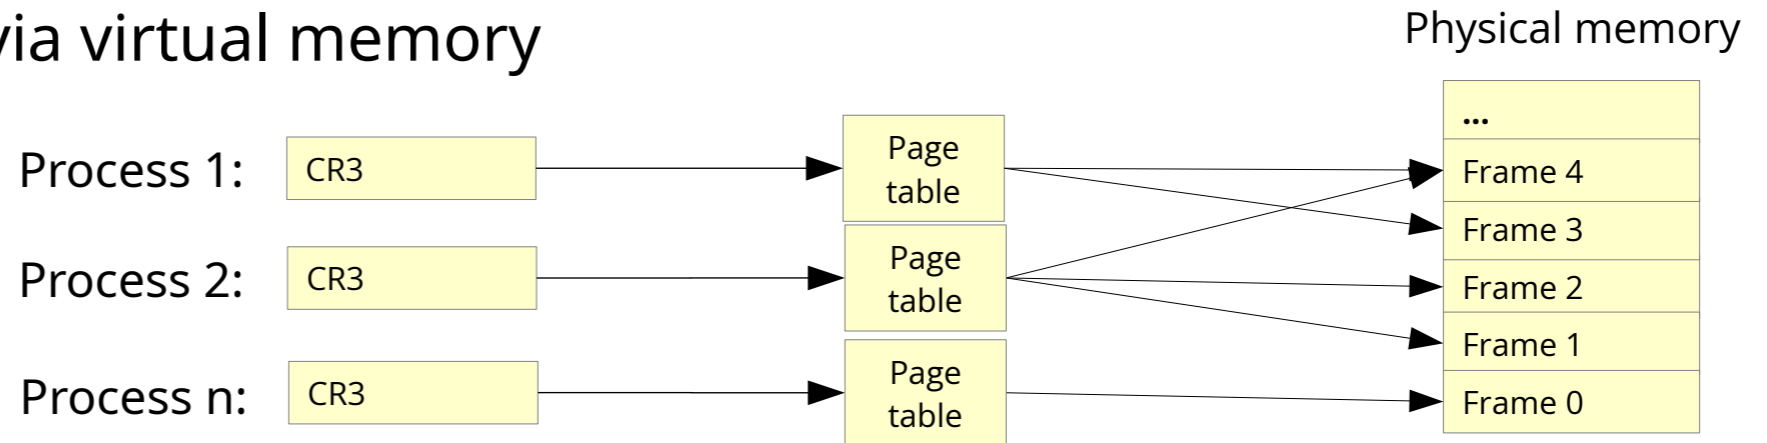 via virtual memory
Physical memory
...
Process 1:
CR3
Page
table
Frame 4
Frame 3
Process 2:
CR3
Page
table
Frame 2
Frame 1
Process n:
CR3
Page
table
Frame 0